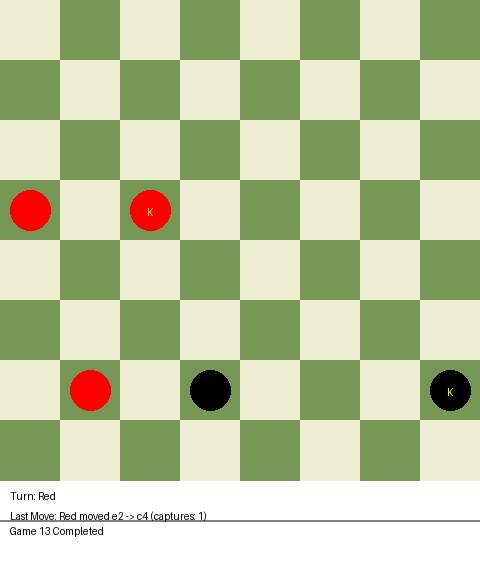 K
K
Turn: Red
Last Move: Red moved e2 -> c4 (captures: 1)
Game 13 Completed